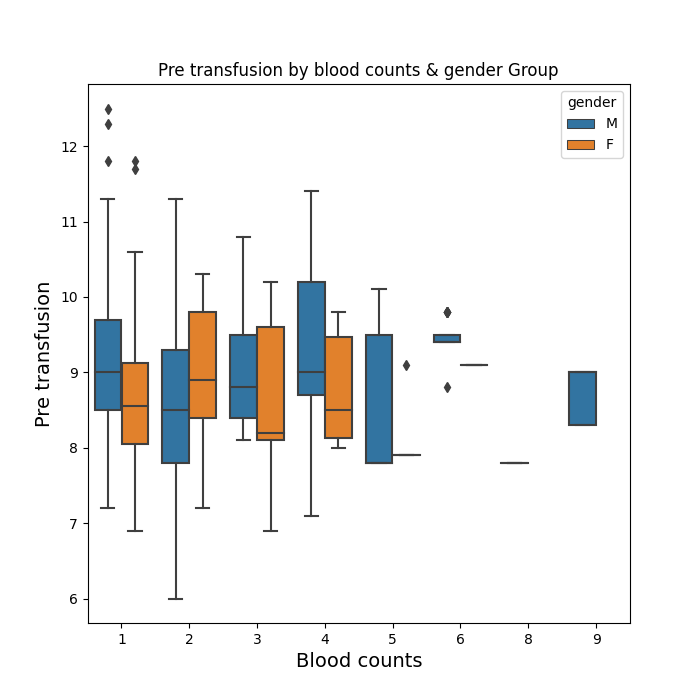 Pre transfusion by blood counts & gender Group
gender
M
F
12
11
10
9
8
7
6
Pre transfusion
1 2 3 4 5 6 8 9
Blood counts